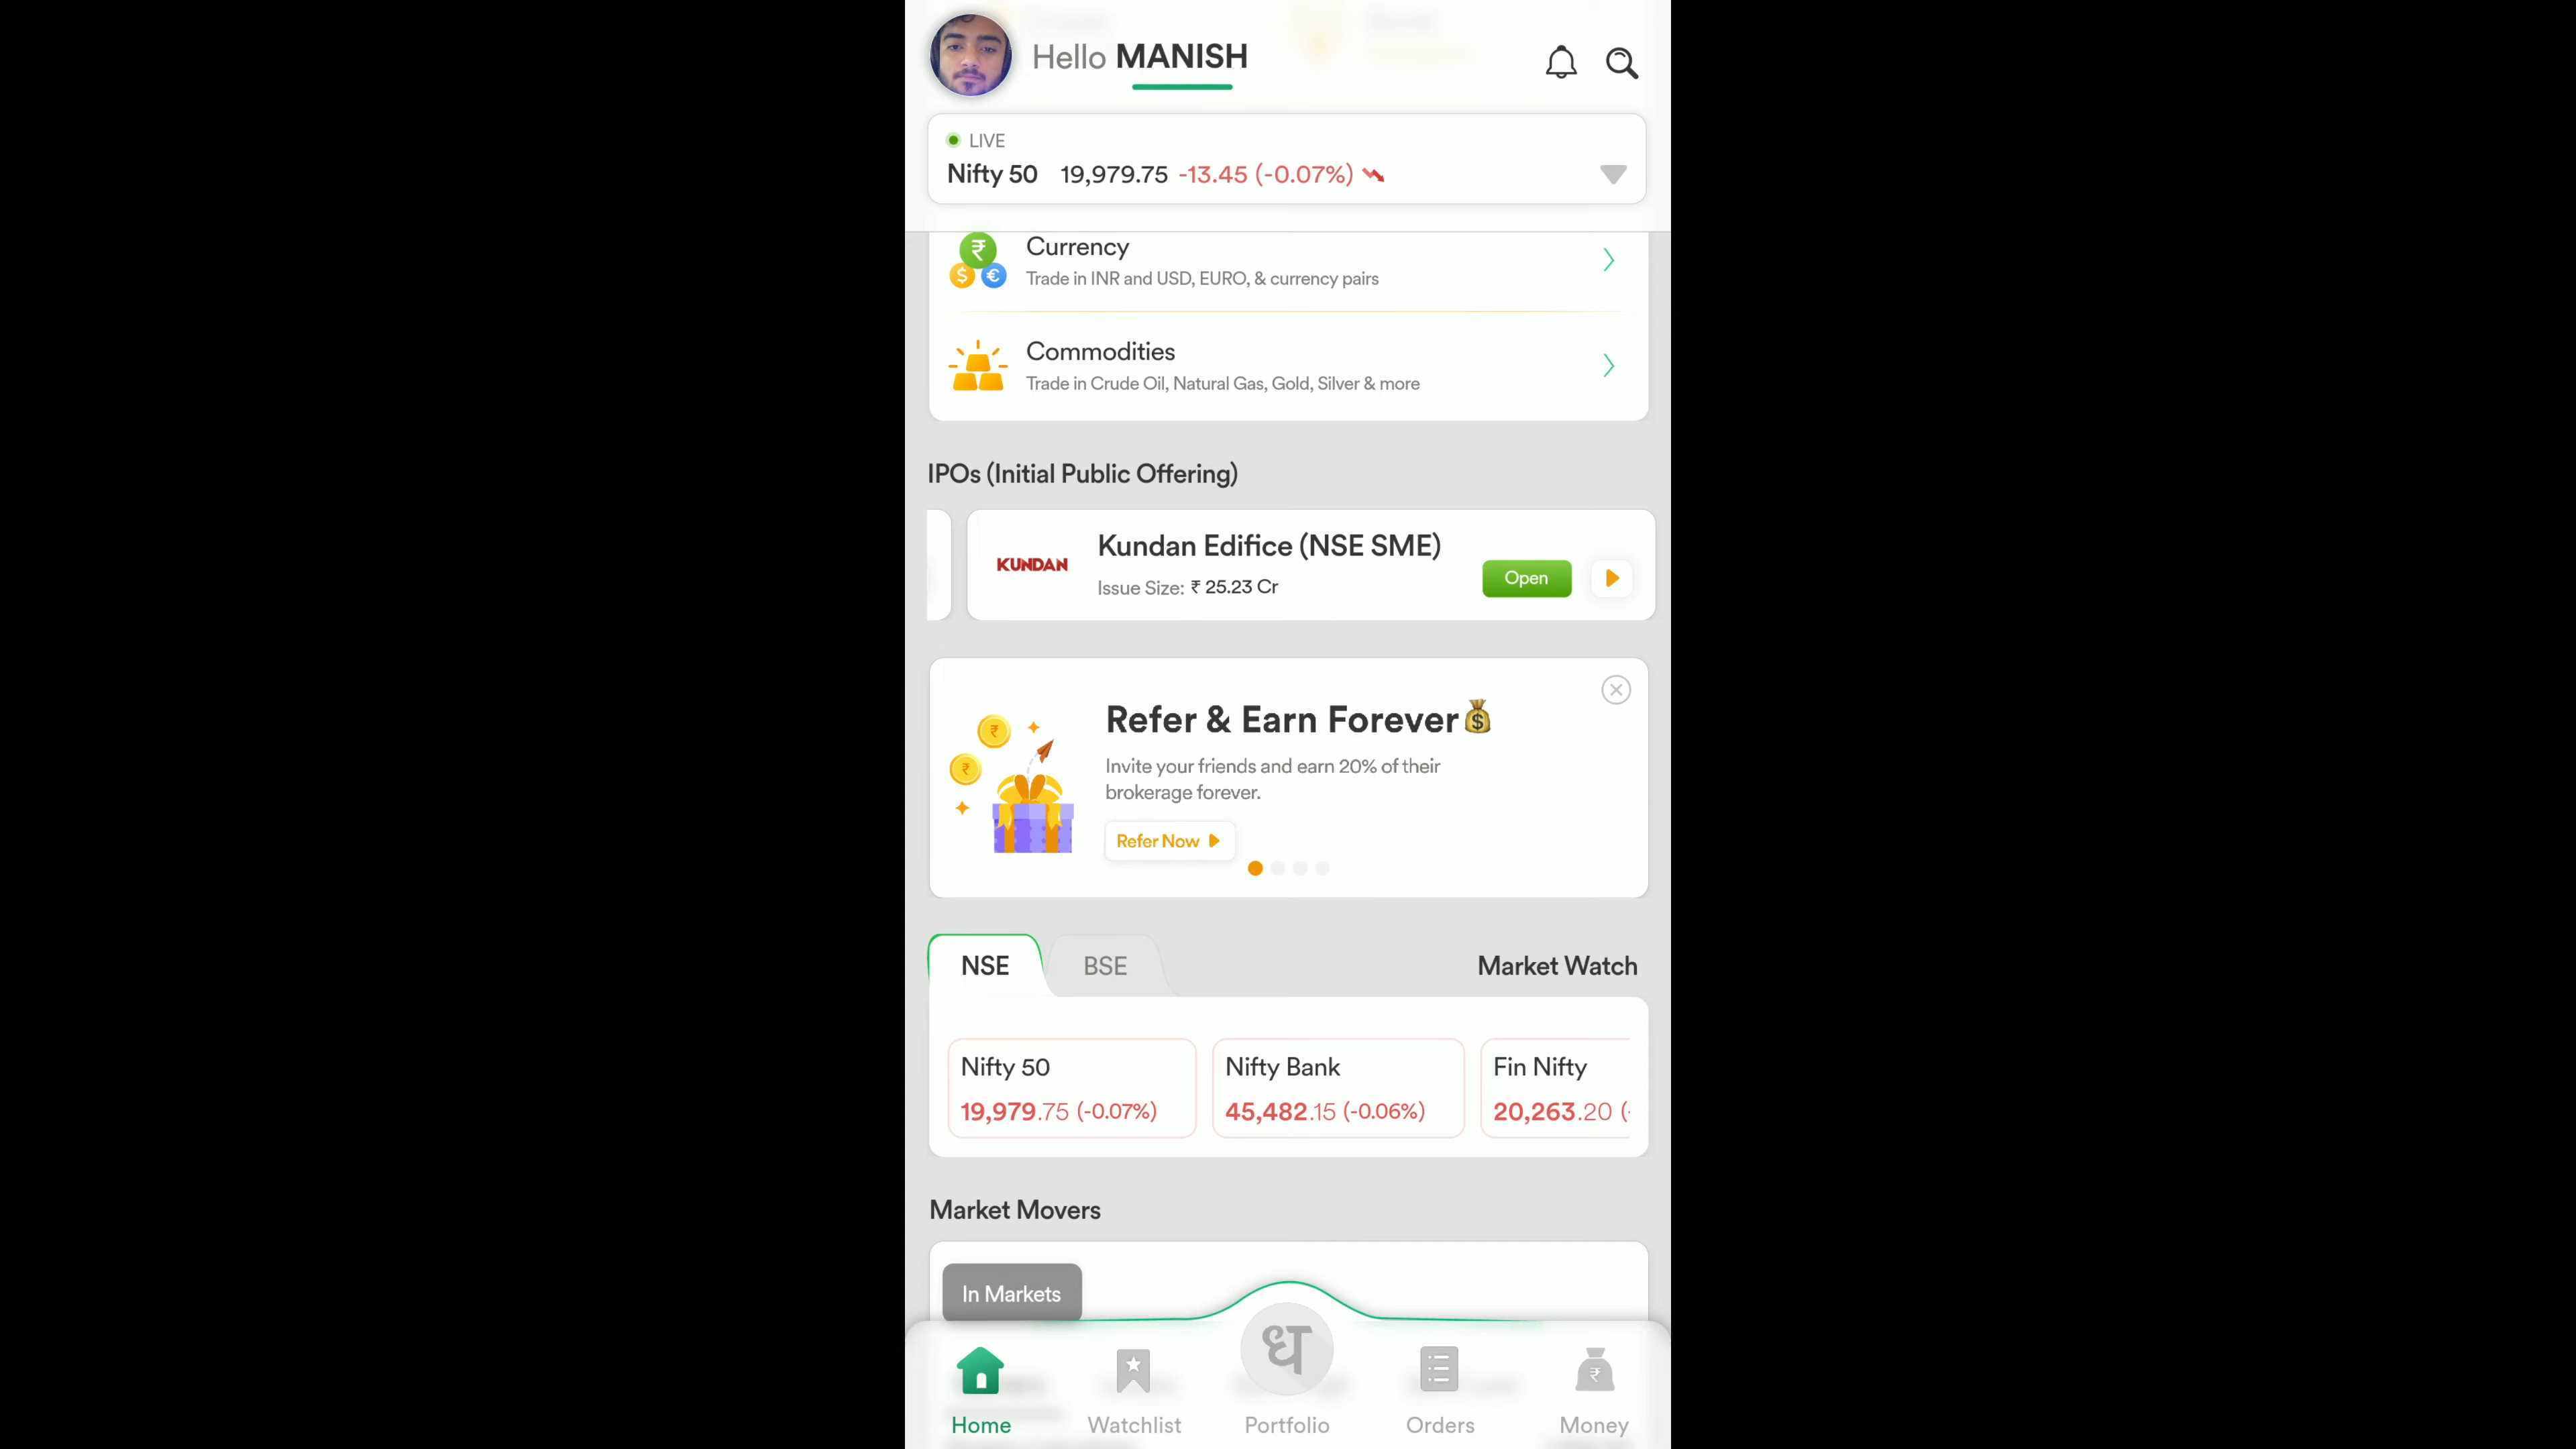 Hello MANISH
LIVE
Nifty 50 19,979.75 -13.45 (-0.07%)
Currency
Trade in INR and USD, EURO, & currency pairs
Commodities
Trade in Crude Oil, Natural Gas, Gold, Silver & more
IPOs (Initial Public Offering)
KUNDAN
Kundan Edifice (NSE SME)
Issue Size: ₹ 25.23 Cr
Open
Refer & Earn Forever💰
Invite your friends and earn 20% of their
brokerage forever.
Refer Now
NSE BSE Market Watch
Nifty 50 Nifty Bank Fin Nifty
19,979.75 (-0.07%) 45,482.15 (-0.06%) 20,263.20 (-
Market Movers
In Markets
ध
Home Watchlist Portfolio Orders Money